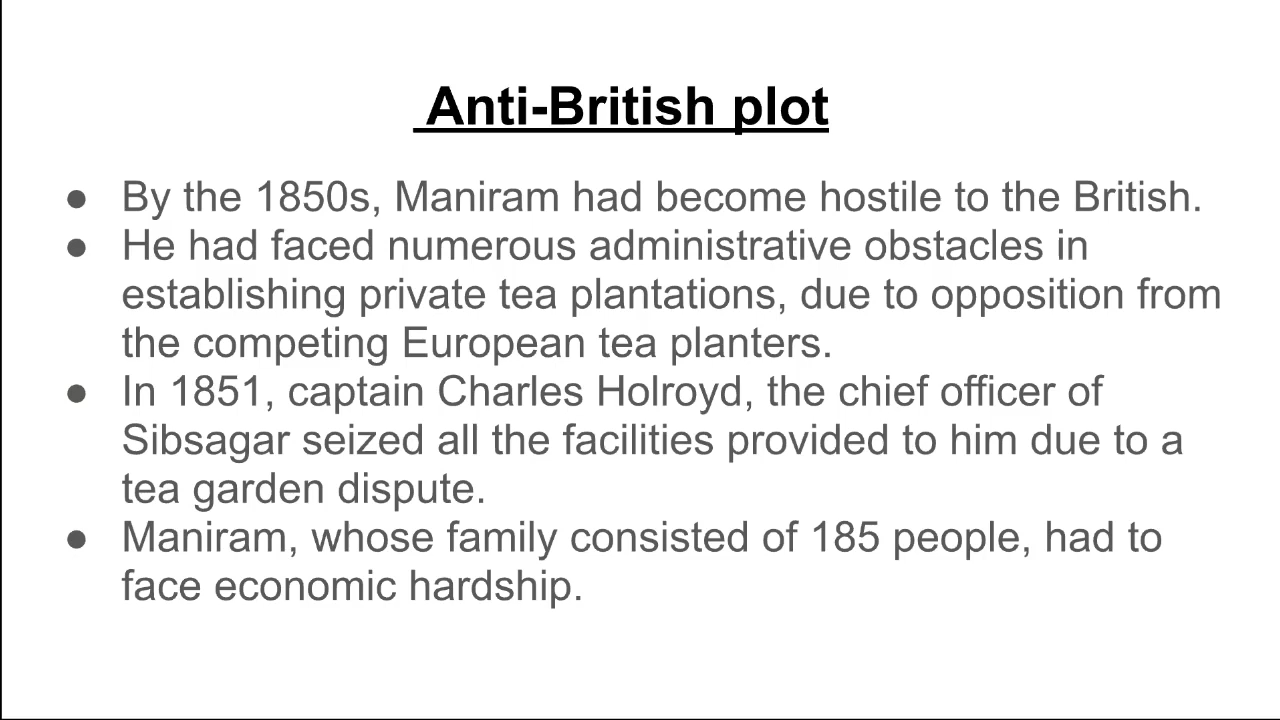 Anti-British plot
● By the 1850s, Maniram had become hostile to the British.
● He had faced numerous administrative obstacles in
establishing private tea plantations, due to opposition from
the competing European tea planters.
● In 1851, captain Charles Holroyd, the chief officer of
Sibsagar seized all the facilities provided to him due to a
tea garden dispute.
● Maniram, whose family consisted of 185 people, had to
face economic hardship.